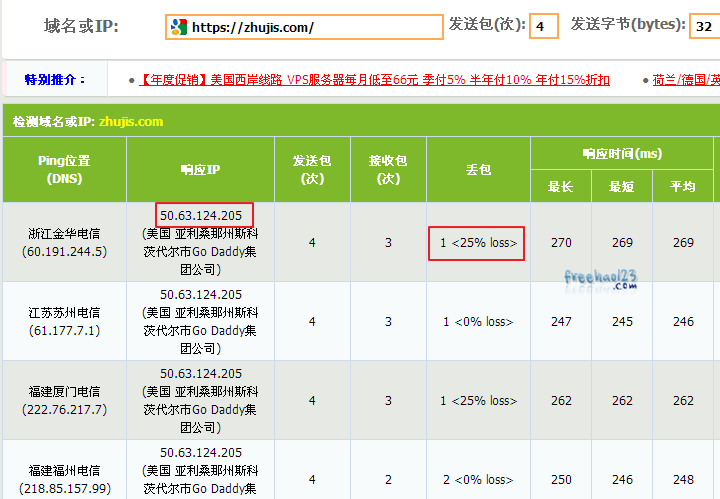 域名或IP: https://zhujis.com/ 发送包(次): 4 发送字节(bytes): 32
特别推介: • 【年度促销】美国西岸线路 VPS服务器每月低至66元 季付5% 半年付10% 年付15%折扣 • 荷兰/德国/英
检测域名或IP: zhujis.com
Ping位置
(DNS)
响应IP
发送包
(次)
接收包
(次)
丢包
响应时间(ms)
最长 最短 平均
浙江金华电信
(60.191.244.5)
50.63.124.205
(美国 亚利桑那州斯科
茨代尔市Go Daddy集
团公司)
4 3 1 <25% loss> 270 269 269
freehao123
.com
江苏苏州电信
(61.177.7.1)
50.63.124.205
(美国 亚利桑那州斯科
茨代尔市Go Daddy集
团公司)
4 3 1 <0% loss> 247 245 246
福建厦门电信
(222.76.217.7)
50.63.124.205
(美国 亚利桑那州斯科
茨代尔市Go Daddy集
团公司)
4 3 1 <25% loss> 262 262 262
福建福州电信
(218.85.157.99)
50.63.124.205
(美国 亚利桑那州斯科
茨代尔市Go Daddy集
团公司)
4 2 2 <0% loss> 250 246 248